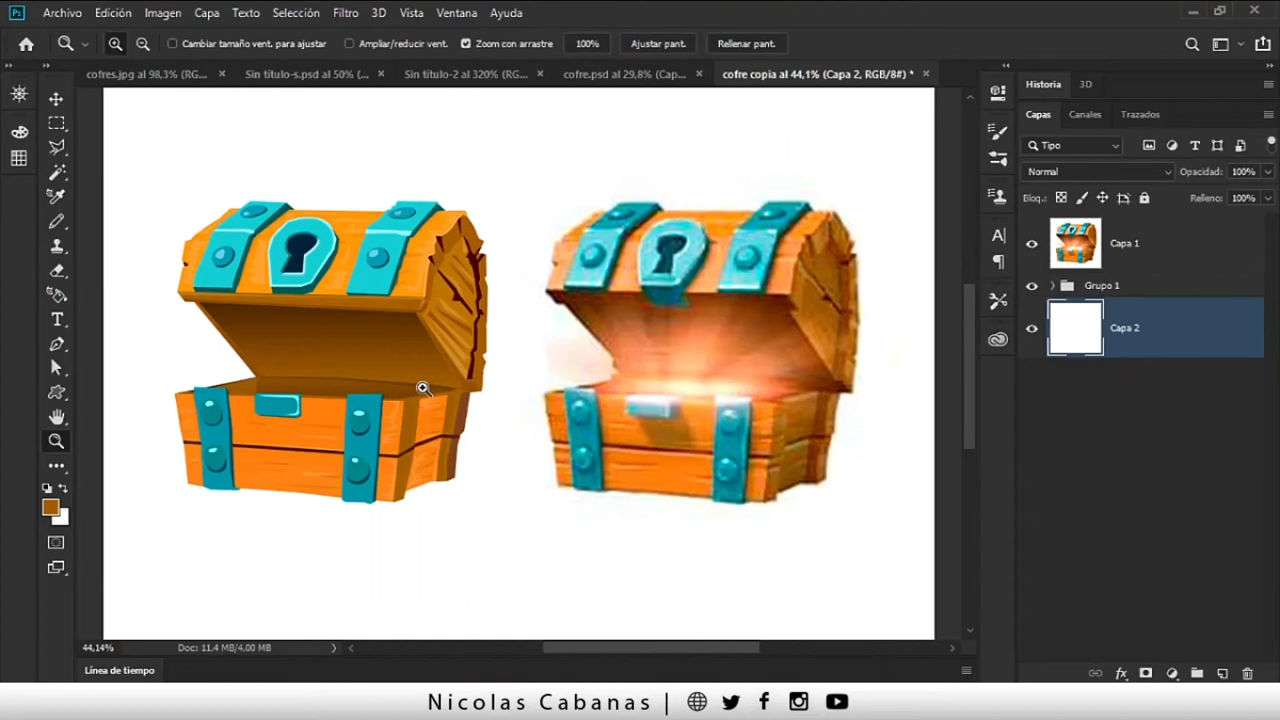 Ps Archivo Edición Imagen Capa Texto Selección Filtro 3D Vista Ventana Ayuda
Cambiar tamaño vent. para ajustar Ampliar/reducir vent. Zoom con arrastre 100% Ajustar pant. Rellenar pant.
cofres.jpg al 98,3% (RG... × Sin título-s.psd al 50% (... × Sin título-2 al 320% (RG... × cofre.psd al 29,8% (Cap... × cofre copia al 44,1% (Capa 2, RGB/8#) * ×
Historia 3D
Capas Canales Trazados
Tipo
Normal Opacidad: 100%
Bloq.: Relleno: 100%
Capa 1
Grupo 1
Capa 2
44,14% Doc: 11.4 MB/4,00 MB
Línea de tiempo
Nicolas Cabanas |